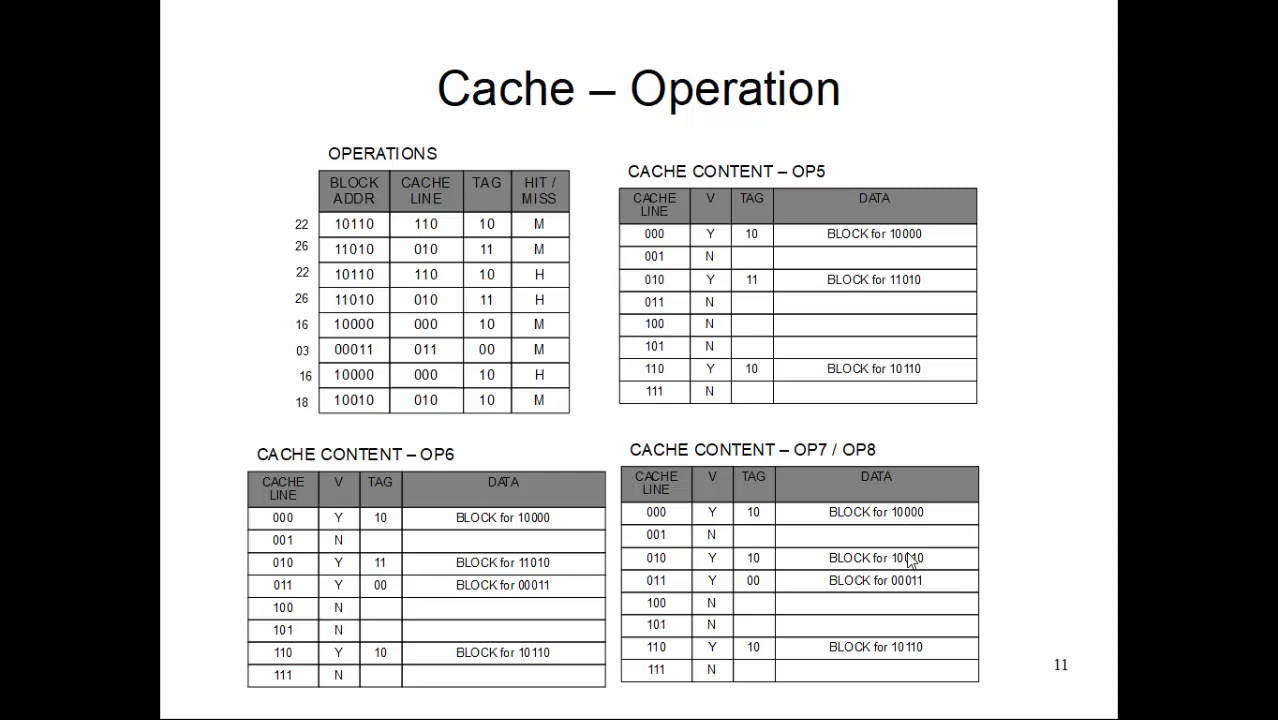 Cache – Operation
OPERATIONS
BLOCK ADDR CACHE LINE TAG HIT / MISS
22 10110 110 10 M
26 11010 010 11 M
22 10110 110 10 H
26 11010 010 11 H
16 10000 000 10 M
03 00011 011 00 M
16 10000 000 10 H
18 10010 010 10 M
CACHE CONTENT – OP5
CACHE LINE V TAG DATA
000 Y 10 BLOCK for 10000
001 N
010 Y 11 BLOCK for 11010
011 N
100 N
101 N
110 Y 10 BLOCK for 10110
111 N
CACHE CONTENT – OP6
CACHE LINE V TAG DATA
000 Y 10 BLOCK for 10000
001 N
010 Y 11 BLOCK for 11010
011 Y 00 BLOCK for 00011
100 N
101 N
110 Y 10 BLOCK for 10110
111 N
CACHE CONTENT – OP7 / OP8
CACHE LINE V TAG DATA
000 Y 10 BLOCK for 10000
001 N
010 Y 10 BLOCK for
011 Y 00 BLOCK for 00011
100 N
101 N
110 Y 10 BLOCK for 10110
111 N
11